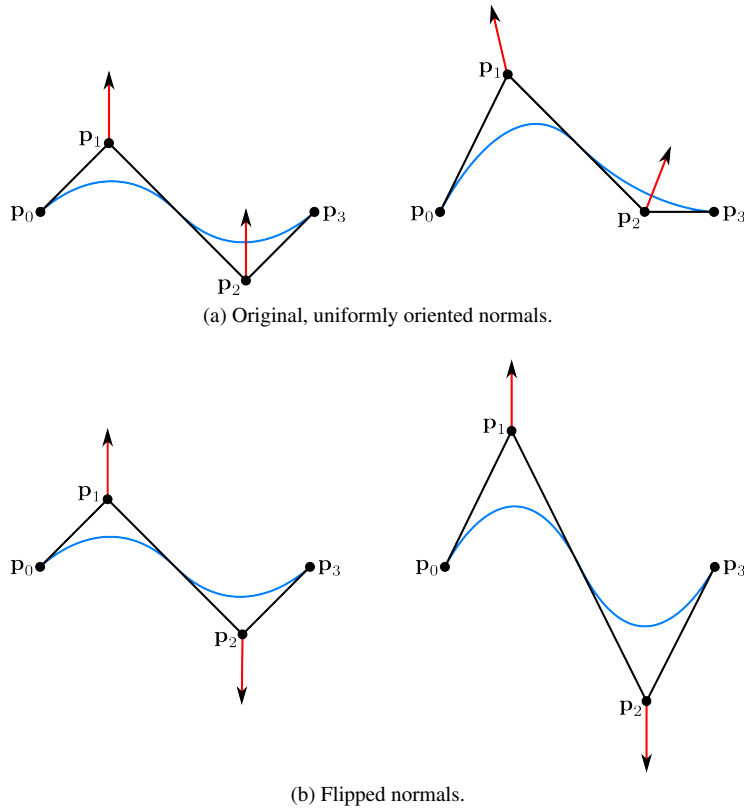 p₁
p₀
p₂
p₃
p₁
p₀
p₂
p₃
(a) Original, uniformly oriented normals.
p₁
p₀
p₂
p₃
p₁
p₀
p₂
p₃
(b) Flipped normals.